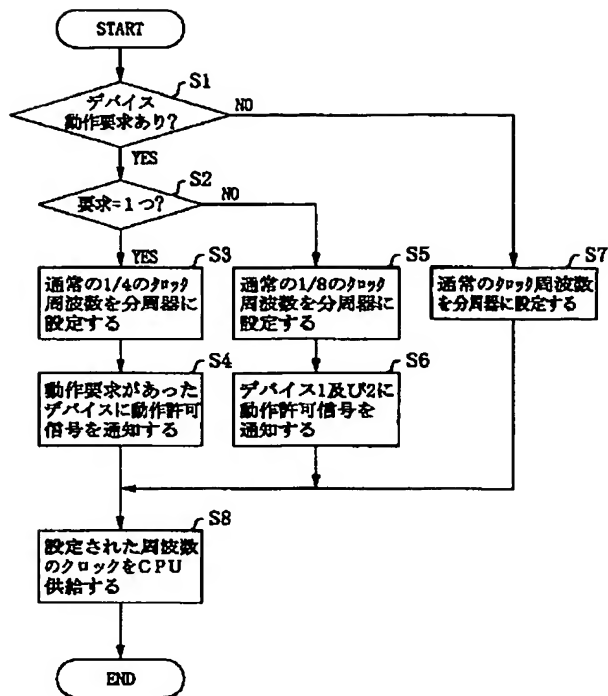 START
S1
デバイス
動作要求あり?
NO
YES
S2
要求=1つ?
NO
YES
S3
通常の1/4のクロック
周波数を分周器に
設定する
S5
通常の1/8のクロック
周波数を分周器に
設定する
S7
通常のクロック周波数
を分周器に設定する
S4
動作要求があった
デバイスに動作許可
信号を通知する
S6
デバイス1及び2に
動作許可信号を
通知する
S8
設定された周波数
のクロックをCPU
供給する
END